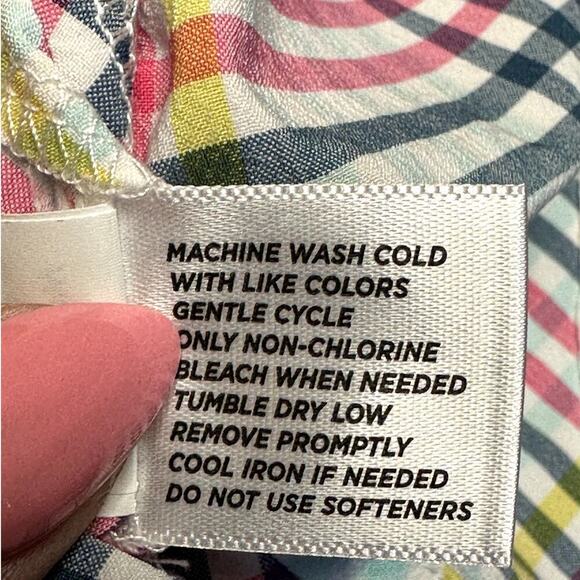 MACHINE WASH COLD
WITH LIKE COLORS
GENTLE CYCLE
ONLY NON-CHLORINE
BLEACH WHEN NEEDED
TUMBLE DRY LOW
REMOVE PROMPTLY
COOL IRON IF NEEDED
DO NOT USE SOFTENERS